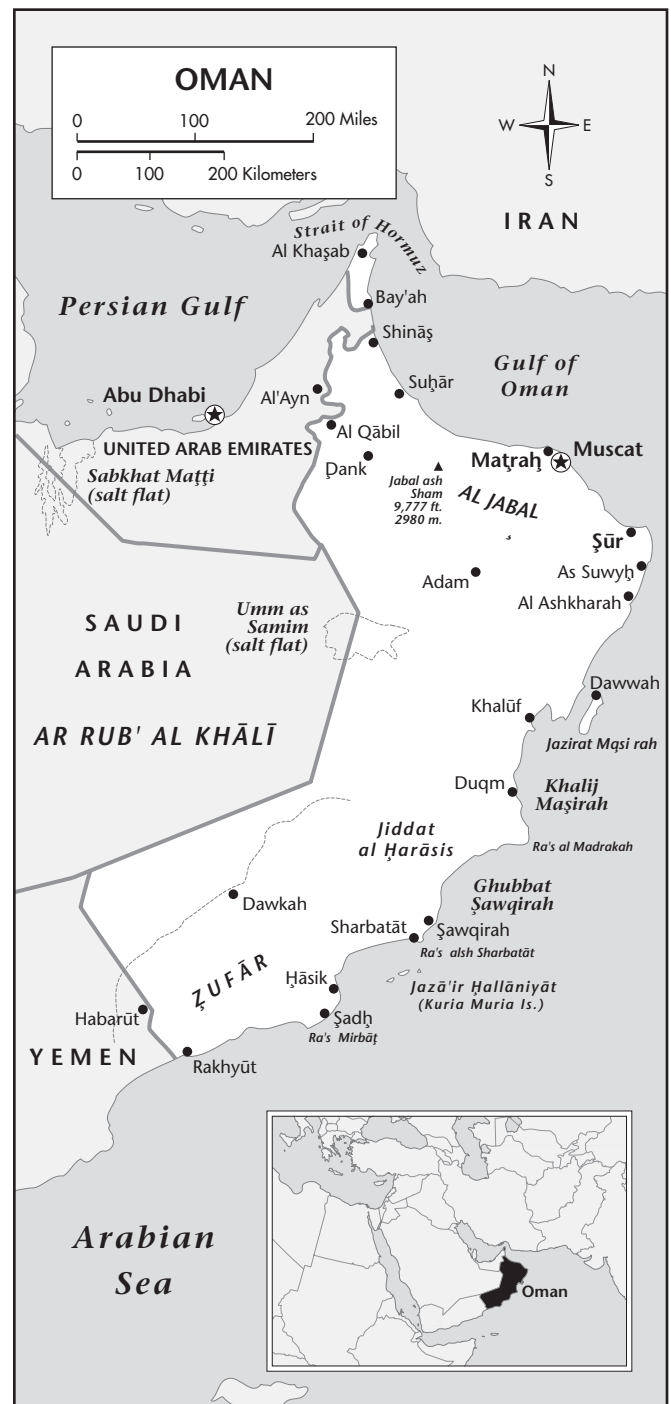 OMAN
0 100 200 Miles
0 100 200 Kilometers
N
W E
S
IRAN
Strait of Hormuz
Al Khaşab
Persian Gulf
Bay'ah
Shināş
Gulf of
Oman
Abu Dhabi
Al'Ayn
Suḩār
Al Qābil
UNITED ARAB EMIRATES
Maţraḩ
Muscat
Sabkhat Maţţi
(salt flat)
Ḑank
Jabal ash
Sham
9,777 ft.
2980 m.
AL JABAL
Şūr
As Suwyḩ
Adam
Al Ashkharah
SAUDI
ARABIA
Umm as
Samim
(salt flat)
Dawwah
Khalūf
AR RUB' AL KHĀLĪ
Jazirat Mąsi rah
Duqm
Khalij
Maşirah
Jiddat
al Ḩarāsis
Ra's al Madrakah
Ghubbat
Şawqirah
Dawkah
Sharbatāt
Şawqirah
Ra's alsh Sharbatāt
ẒUFĀR
Ḩāsik
Jazā'ir Ḩallāniyāt
(Kuria Muria Is.)
Habarūt
Şadḩ
Ra's Mirbāţ
YEMEN
Rakhyūt
Arabian
Sea
Oman